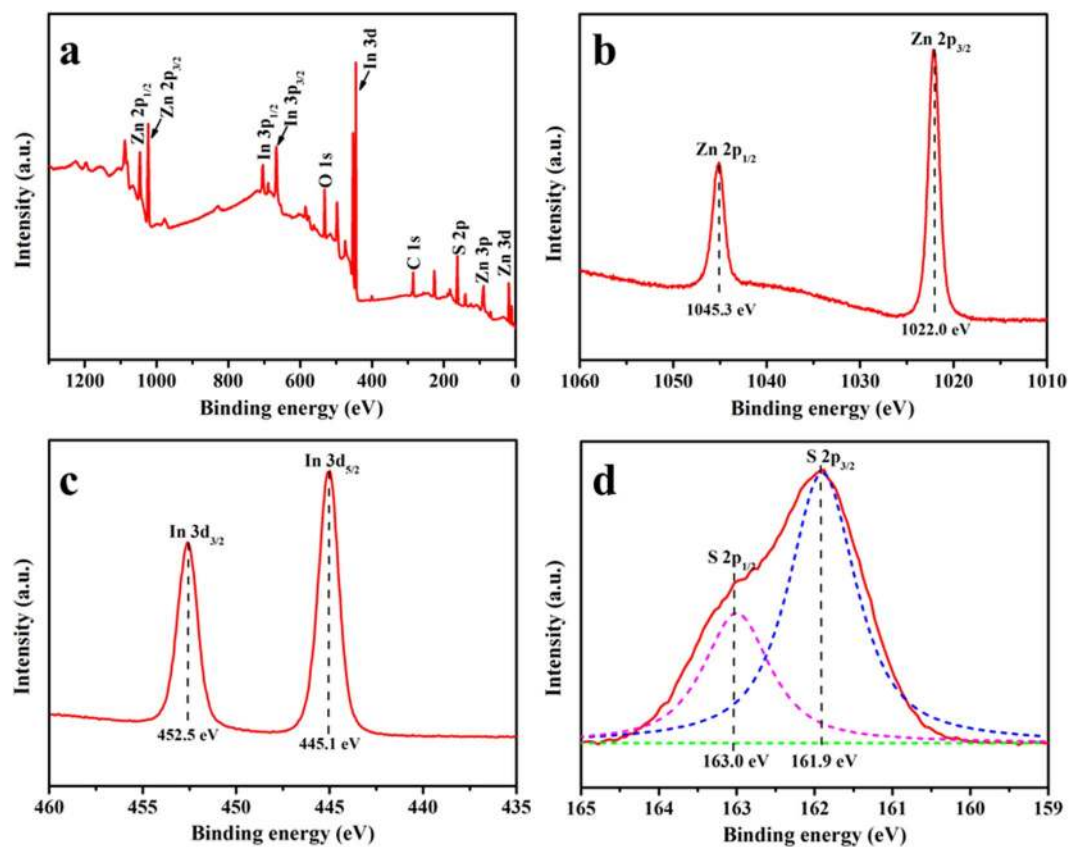 a
Zn 2p1/2
Zn 2p3/2
In 3p1/2
In 3p3/2
In 3d
O 1s
C 1s
S 2p
Zn 3p
Zn 3d
Intensity (a.u.)
1200 1000 800 600 400 200 0
Binding energy (eV)
b
Zn 2p3/2
Zn 2p1/2
1045.3 eV
1022.0 eV
Intensity (a.u.)
1060 1050 1040 1030 1020 1010
Binding energy (eV)
c
In 3d5/2
In 3d3/2
452.5 eV
445.1 eV
Intensity (a.u.)
460 455 450 445 440 435
Binding energy (eV)
d
S 2p3/2
S 2p1/2
163.0 eV
161.9 eV
Intensity (a.u.)
165 164 163 162 161 160 159
Binding energy (eV)